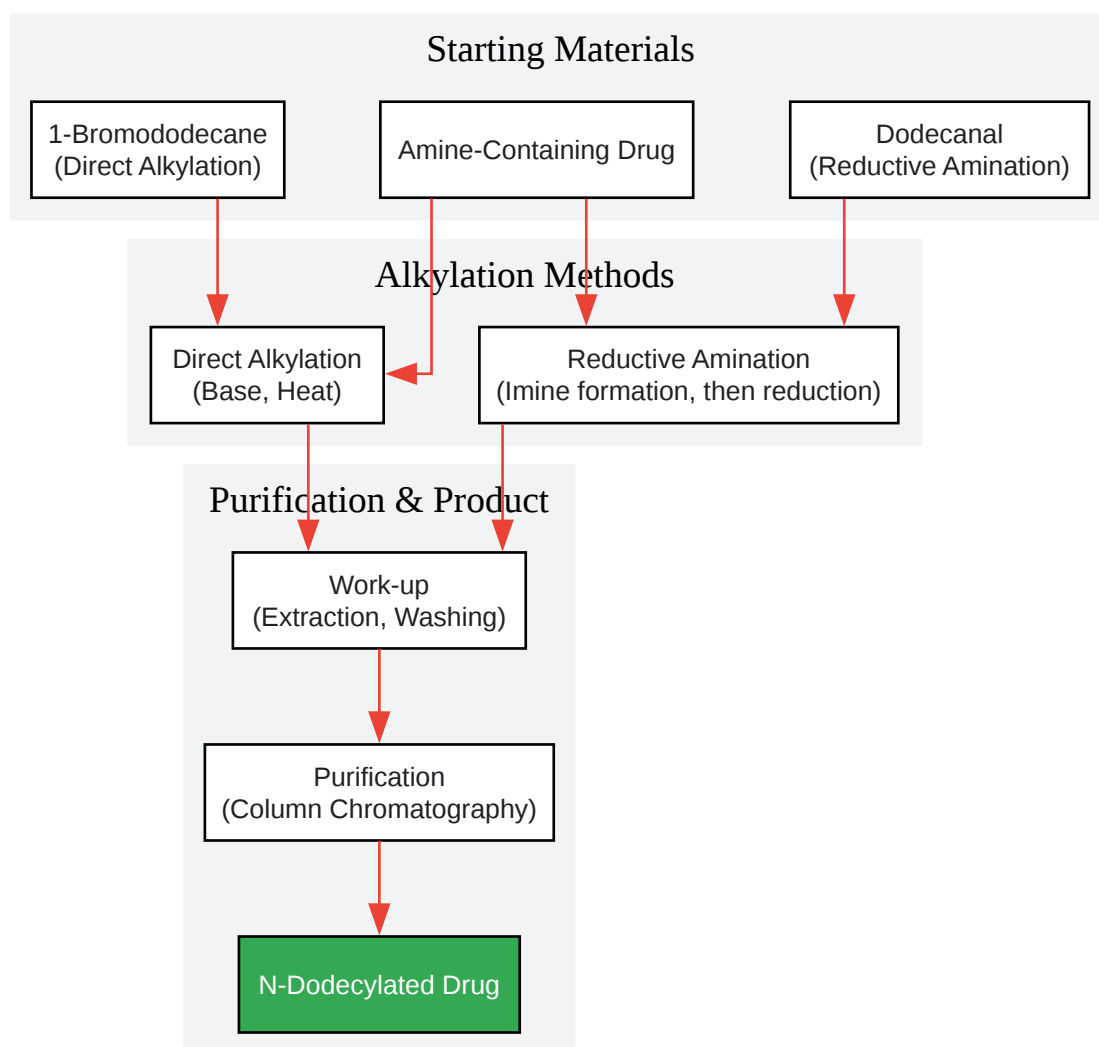 Starting Materials
1-Bromododecane
(Direct Alkylation)
Amine-Containing Drug
Dodecanal
(Reductive Amination)
Alkylation Methods
Direct Alkylation
(Base, Heat)
Reductive Amination
(Imine formation, then reduction)
Purification & Product
Work-up
(Extraction, Washing)
Purification
(Column Chromatography)
N-Dodecylated Drug